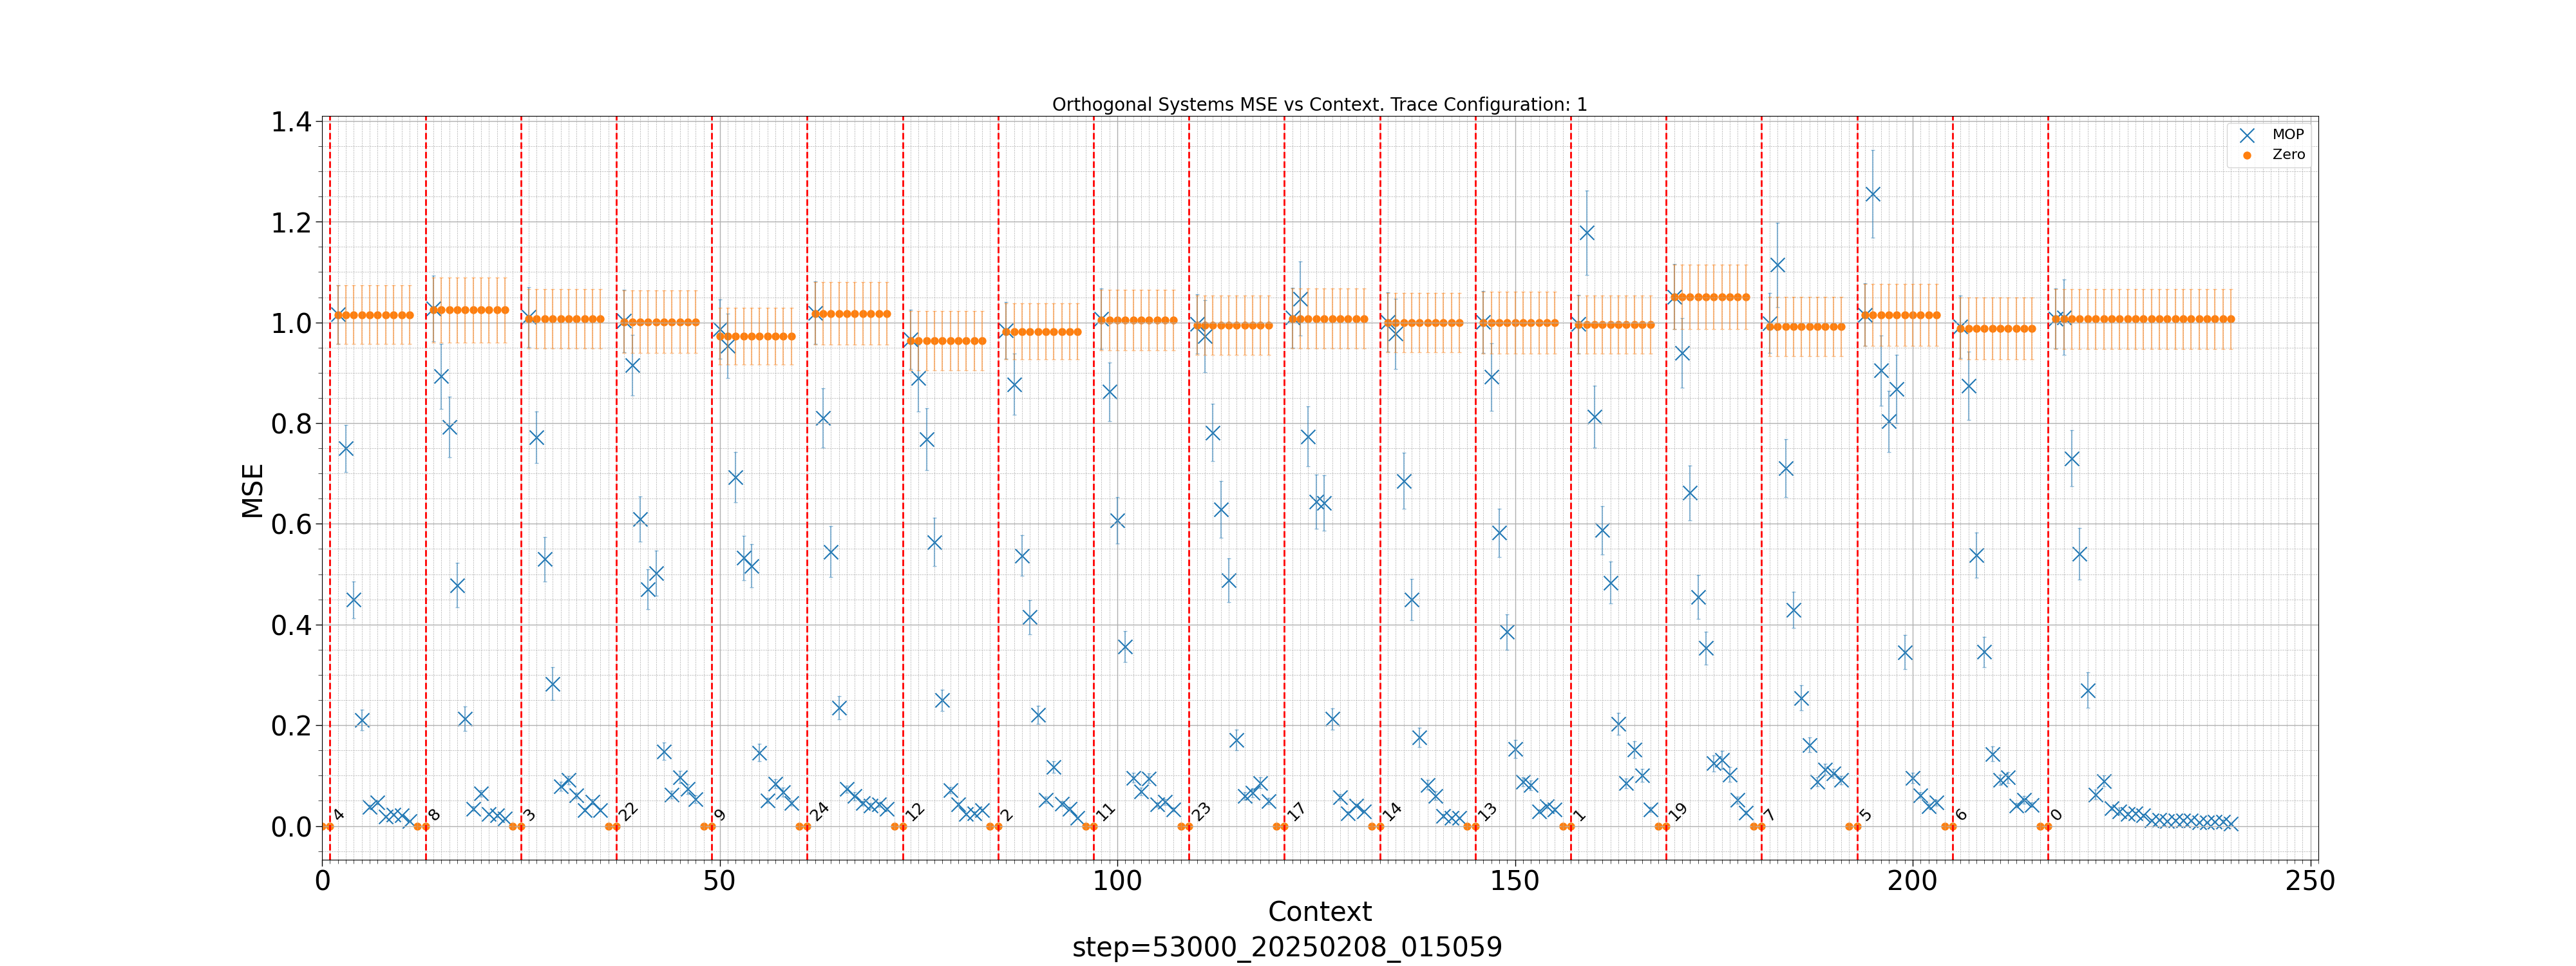 Orthogonal Systems MSE vs Context. Trace Configuration: 1
MOP
Zero
MSE
1.4
1.2
1.0
0.8
0.6
0.4
0.2
0.0
4 8 3 22 9 24 12 2 11 23 17 14 13 1 19 7 5 6 0
0 50 100 150 200 250
Context
step=53000_20250208_015059